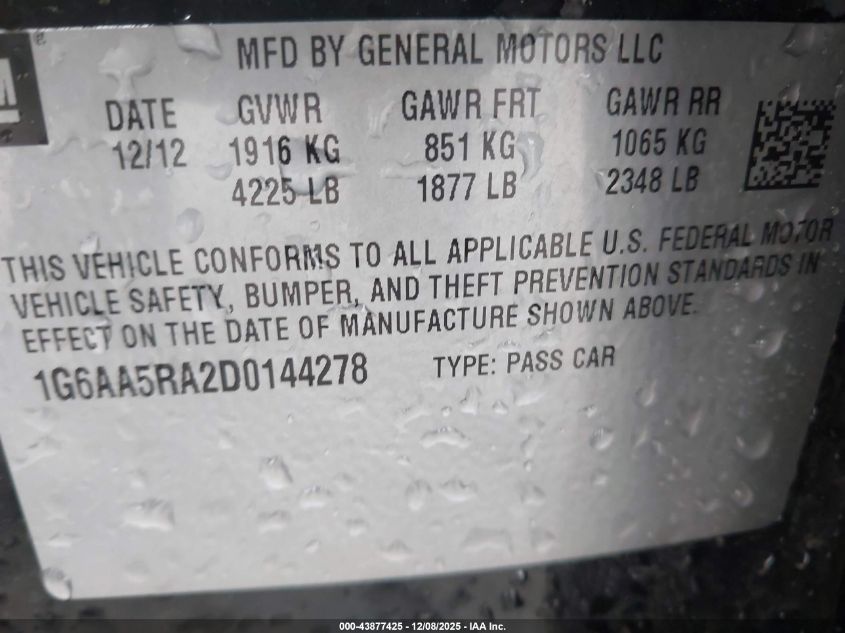 MFD BY GENERAL MOTORS LLC
DATE GVWR GAWR FRT GAWR RR
12/12 1916 KG 851 KG 1065 KG
4225 LB 1877 LB 2348 LB
THIS VEHICLE CONFORMS TO ALL APPLICABLE U.S. FEDERAL MOTOR
VEHICLE SAFETY, BUMPER, AND THEFT PREVENTION STANDARDS IN
EFFECT ON THE DATE OF MANUFACTURE SHOWN ABOVE.
1G6AA5RA2D0144278 TYPE: PASS CAR
000-43877425 - 12/08/2025 - IAA Inc.